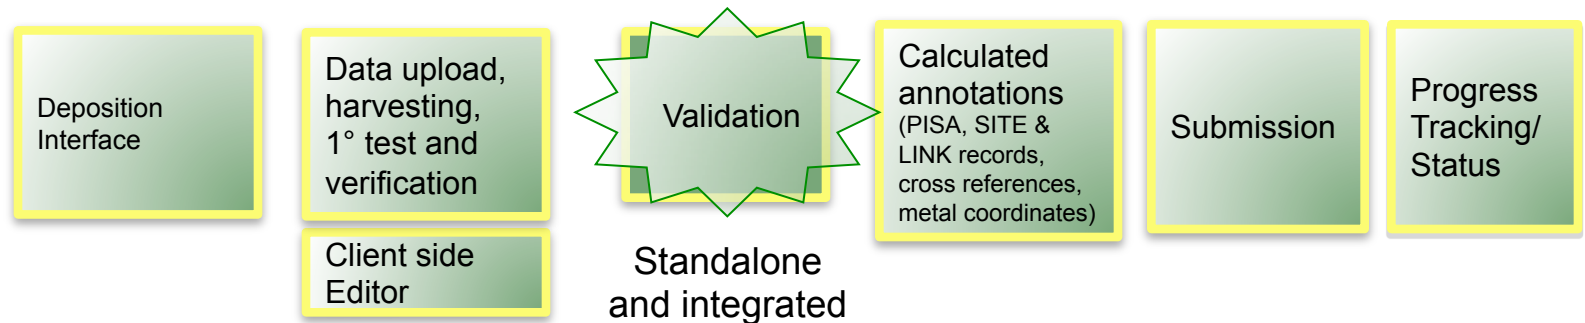 Deposition
Interface
Data upload,
harvesting,
1° test and
verification
Client side
Editor
Validation
Standalone
and integrated
Calculated
annotations
(PISA, SITE &
LINK records,
cross references,
metal coordinates)
Submission
Progress
Tracking/
Status